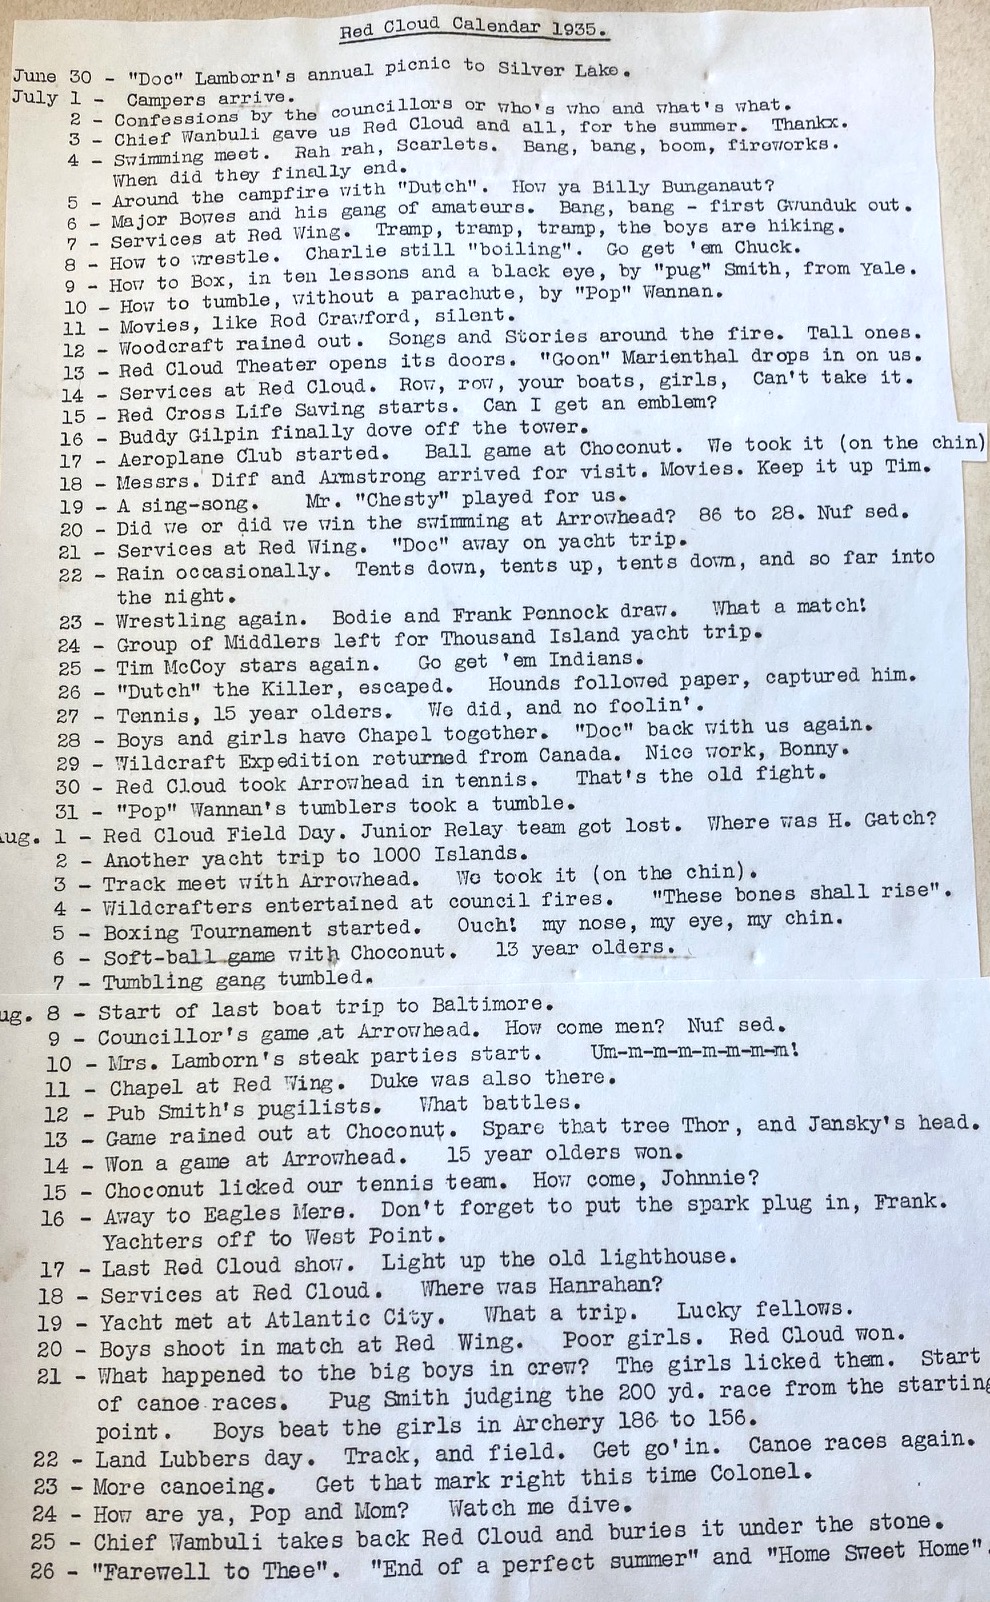 Red Cloud Calendar 1935.
June 30 - "Doc" Lamborn's annual picnic to Silver Lake.
July 1 - Campers arrive.
2 - Confessions by the councillors or who's who and what's what.
3 - Chief Wanbuli gave us Red Cloud and all, for the summer. Thankx.
4 - Swimming meet. Rah rah, Scarlets. Bang, bang, boom, fireworks.
When did they finally end.
5 - Around the campfire with "Dutch". How ya Billy Bunganaut?
6 - Major Bowes and his gang of amateurs. Bang, bang - first Gwunduk out.
7 - Services at Red Wing. Tramp, tramp, tramp, the boys are hiking.
8 - How to wrestle. Charlie still "boiling". Go get 'em Chuck.
9 - How to Box, in ten lessons and a black eye, by "pug" Smith, from Yale.
10 - How to tumble, without a parachute, by "Pop" Wannan.
11 - Movies, like Rod Crawford, silent.
12 - Woodcraft rained out. Songs and Stories around the fire. Tall ones.
13 - Red Cloud Theater opens its doors. "Goon" Marienthal drops in on us.
14 - Services at Red Cloud. Row, row, your boats, girls, Can't take it.
15 - Red Cross Life Saving starts. Can I get an emblem?
16 - Buddy Gilpin finally dove off the tower.
17 - Aeroplane Club started. Ball game at Choconut. We took it (on the chin)
18 - Messrs. Diff and Armstrong arrived for visit. Movies. Keep it up Tim.
19 - A sing-song. Mr. "Chesty" played for us.
20 - Did we or did we win the swimming at Arrowhead? 86 to 28. Nuf sed.
21 - Services at Red Wing. "Doc" away on yacht trip.
22 - Rain occasionally. Tents down, tents up, tents down, and so far into
the night.
23 - Wrestling again. Bodie and Frank Pennock draw. What a match!
24 - Group of Middlers left for Thousand Island yacht trip.
25 - Tim McCoy stars again. Go get 'em Indians.
26 - "Dutch" the Killer, escaped. Hounds followed paper, captured him.
27 - Tennis, 15 year olders. We did, and no foolin'.
28 - Boys and girls have Chapel together. "Doc" back with us again.
29 - Wildcraft Expedition returned from Canada. Nice work, Bonny.
30 - Red Cloud took Arrowhead in tennis. That's the old fight.
31 - "Pop" Wannan's tumblers took a tumble.
ug. 1 - Red Cloud Field Day. Junior Relay team got lost. Where was H. Gatch?
2 - Another yacht trip to 1000 Islands.
3 - Track meet with Arrowhead. We took it (on the chin).
4 - Wildcrafters entertained at council fires. "These bones shall rise".
5 - Boxing Tournament started. Ouch! my nose, my eye, my chin.
6 - Soft-ball game with Choconut. 13 year olders.
7 - Tumbling gang tumbled.
ug. 8 - Start of last boat trip to Baltimore.
9 - Councillor's game at Arrowhead. How come men? Nuf sed.
10 - Mrs. Lamborn's steak parties start. Um-m-m-m-m-m-m-m!
11 - Chapel at Red Wing. Duke was also there.
12 - Pub Smith's pugilists. What battles.
13 - Game rained out at Choconut. Spare that tree Thor, and Jansky's head.
14 - Won a game at Arrowhead. 15 year olders won.
15 - Choconut licked our tennis team. How come, Johnnie?
16 - Away to Eagles Mere. Don't forget to put the spark plug in, Frank.
Yachters off to West Point.
17 - Last Red Cloud show. Light up the old lighthouse.
18 - Services at Red Cloud. Where was Hanrahan?
19 - Yacht met at Atlantic City. What a trip. Lucky fellows.
20 - Boys shoot in match at Red Wing. Poor girls. Red Cloud won.
21 - What happened to the big boys in crew? The girls licked them. Start
of canoe races. Pug Smith judging the 200 yd. race from the starting
point. Boys beat the girls in Archery 186 to 156.
22 - Land Lubbers day. Track, and field. Get go'in. Canoe races again.
23 - More canoeing. Get that mark right this time Colonel.
24 - How are ya, Pop and Mom? Watch me dive.
25 - Chief Wambuli takes back Red Cloud and buries it under the stone.
26 - "Farewell to Thee". "End of a perfect summer" and "Home Sweet Home".